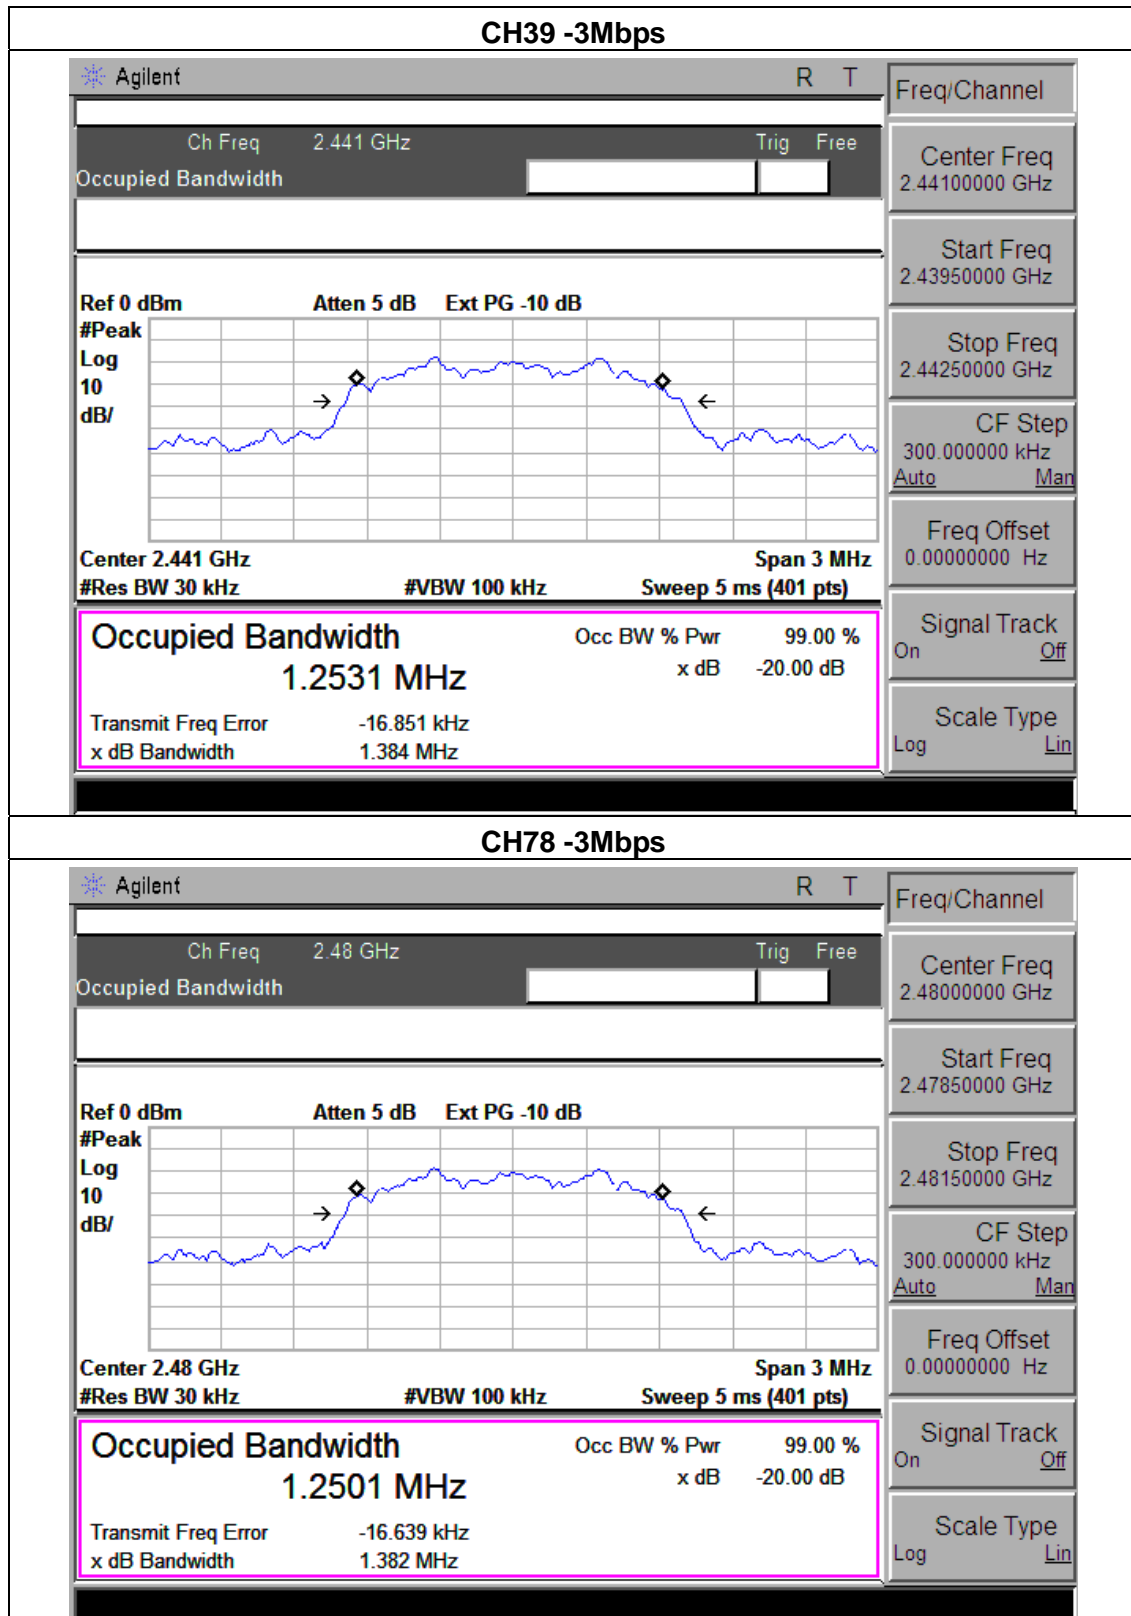 CH39 -3Mbps
Agilent R T
Freq/Channel
Ch Freq 2.441 GHz Trig Free
Occupied Bandwidth
Center Freq
2.44100000 GHz
Start Freq
2.43950000 GHz
Ref 0 dBm Atten 5 dB Ext PG -10 dB
#Peak
Log
10
dB/
Stop Freq
2.44250000 GHz
CF Step
300.000000 kHz
Auto Man
Freq Offset
0.00000000 Hz
Center 2.441 GHz Span 3 MHz
#Res BW 30 kHz #VBW 100 kHz Sweep 5 ms (401 pts)
Occupied Bandwidth Occ BW % Pwr 99.00 %
1.2531 MHz x dB -20.00 dB
Transmit Freq Error -16.851 kHz
x dB Bandwidth 1.384 MHz
Signal Track
On Off
Scale Type
Log Lin
CH78 -3Mbps
Agilent R T
Freq/Channel
Ch Freq 2.48 GHz Trig Free
Occupied Bandwidth
Center Freq
2.48000000 GHz
Start Freq
2.47850000 GHz
Ref 0 dBm Atten 5 dB Ext PG -10 dB
#Peak
Log
10
dB/
Stop Freq
2.48150000 GHz
CF Step
300.000000 kHz
Auto Man
Freq Offset
0.00000000 Hz
Center 2.48 GHz Span 3 MHz
#Res BW 30 kHz #VBW 100 kHz Sweep 5 ms (401 pts)
Occupied Bandwidth Occ BW % Pwr 99.00 %
1.2501 MHz x dB -20.00 dB
Transmit Freq Error -16.639 kHz
x dB Bandwidth 1.382 MHz
Signal Track
On Off
Scale Type
Log Lin